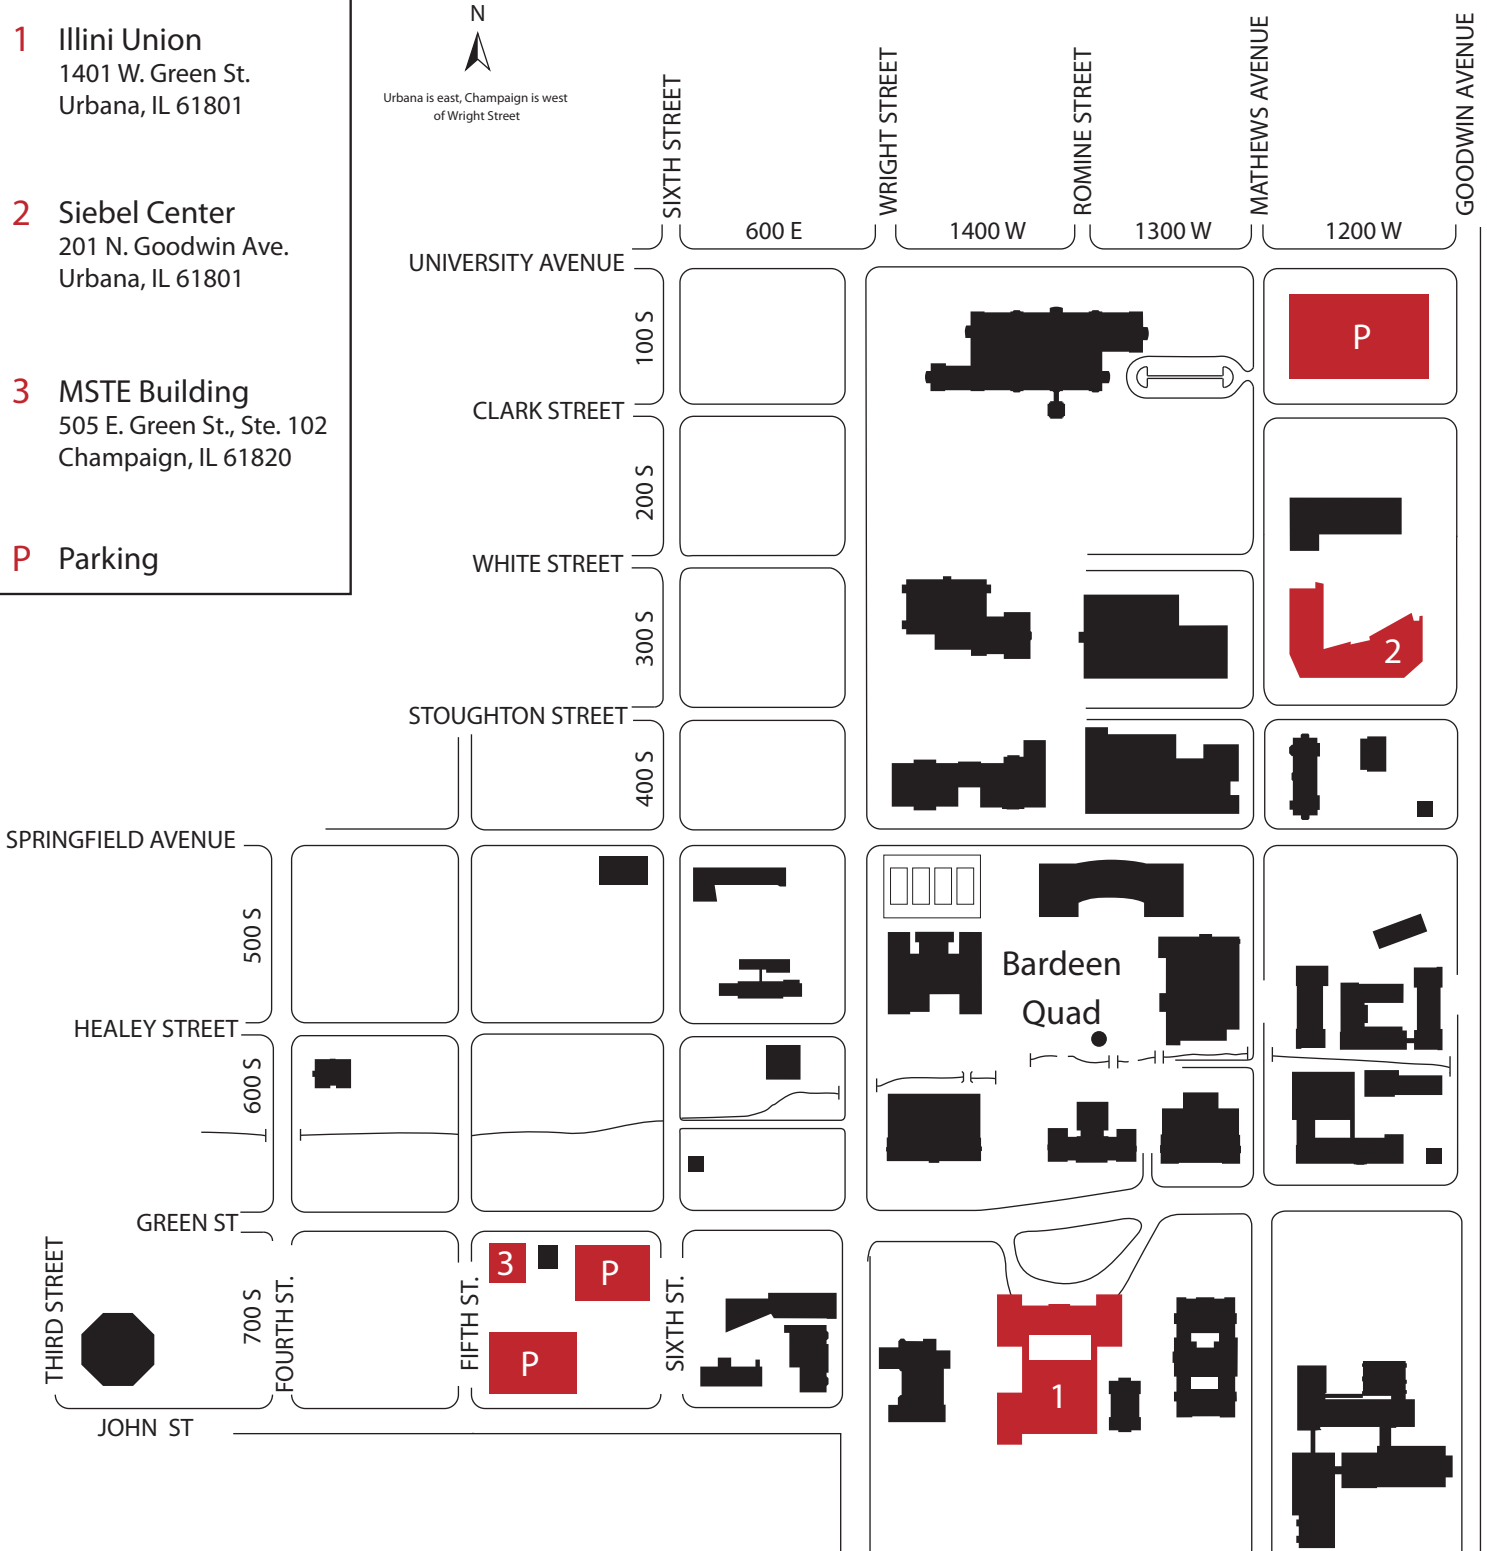 1 Illini Union
1401 W. Green St.
Urbana, IL 61801
2 Siebel Center
201 N. Goodwin Ave.
Urbana, IL 61801
3 MSTE Building
505 E. Green St., Ste. 102
Champaign, IL 61820
P Parking
N
Urbana is east, Champaign is west
of Wright Street
SIXTH STREET
WRIGHT STREET
ROMINE STREET
MATHEWS AVENUE
GOODWIN AVENUE
600 E
1400 W
1300 W
1200 W
UNIVERSITY AVENUE
100 S
P
CLARK STREET
200 S
WHITE STREET
300 S
2
STOUGHTON STREET
400 S
SPRINGFIELD AVENUE
500 S
Bardeen
Quad
HEALEY STREET
600 S
GREEN ST
THIRD STREET
700 S
FOURTH ST.
FIFTH ST.
3
P
P
SIXTH ST.
1
JOHN ST